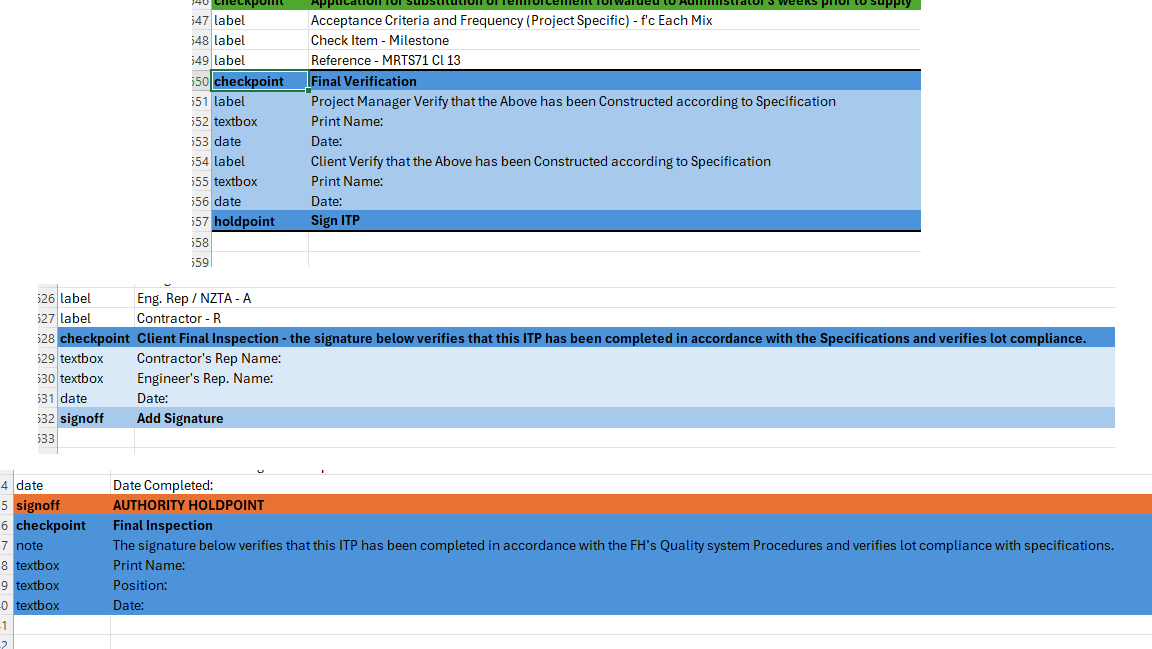 checkpoint Application for substitution of reinforcement forwarded to Administrator 3 weeks prior to supply
547 label Acceptance Criteria and Frequency (Project Specific) - f'c Each Mix
548 label Check Item - Milestone
549 label Reference - MRTS71 Cl 13
550 checkpoint Final Verification
551 label Project Manager Verify that the Above has been Constructed according to Specification
552 textbox Print Name:
553 date Date:
554 label Client Verify that the Above has been Constructed according to Specification
555 textbox Print Name:
556 date Date:
557 holdpoint Sign ITP
558
559
526 label Eng. Rep / NZTA - A
527 label Contractor - R
528 checkpoint Client Final Inspection - the signature below verifies that this ITP has been completed in accordance with the Specifications and verifies lot compliance.
529 textbox Contractor's Rep Name:
530 textbox Engineer's Rep. Name:
531 date Date:
532 signoff Add Signature
533
4 date Date Completed:
5 signoff AUTHORITY HOLDPOINT
6 checkpoint Final Inspection
7 note The signature below verifies that this ITP has been completed in accordance with the FH's Quality system Procedures and verifies lot compliance with specifications.
8 textbox Print Name:
9 textbox Position:
0 textbox Date:
1
2